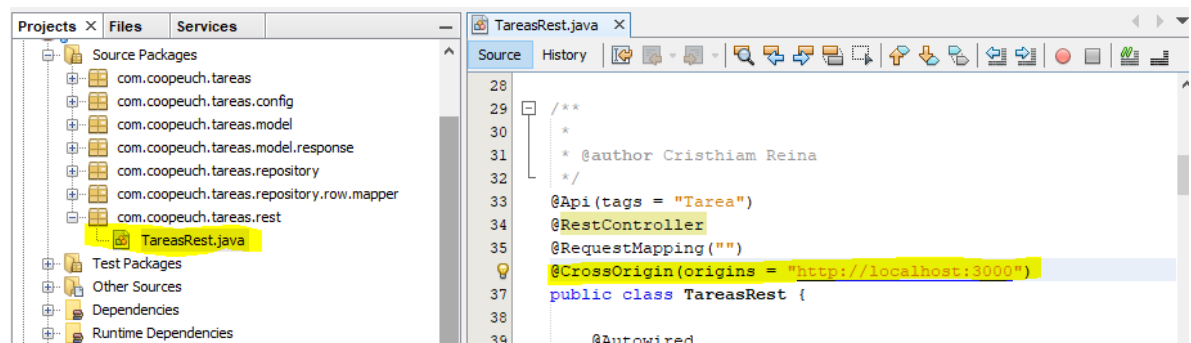 Projects × Files Services
Source Packages
com.coopeuch.tareas
com.coopeuch.tareas.config
com.coopeuch.tareas.model
com.coopeuch.tareas.model.response
com.coopeuch.tareas.repository
com.coopeuch.tareas.repository.row.mapper
com.coopeuch.tareas.rest
TareasRest.java
Test Packages
Other Sources
Dependencies
Runtime Dependencies
TareasRest.java ×
Source History
28
29 /**
30 *
31 * @author Cristhiam Reina
32 */
33 @Api(tags = "Tarea")
34 @RestController
35 @RequestMapping("")
@CrossOrigin(origins = "http://localhost:3000")
37 public class TareasRest {
38
39 @Autowired